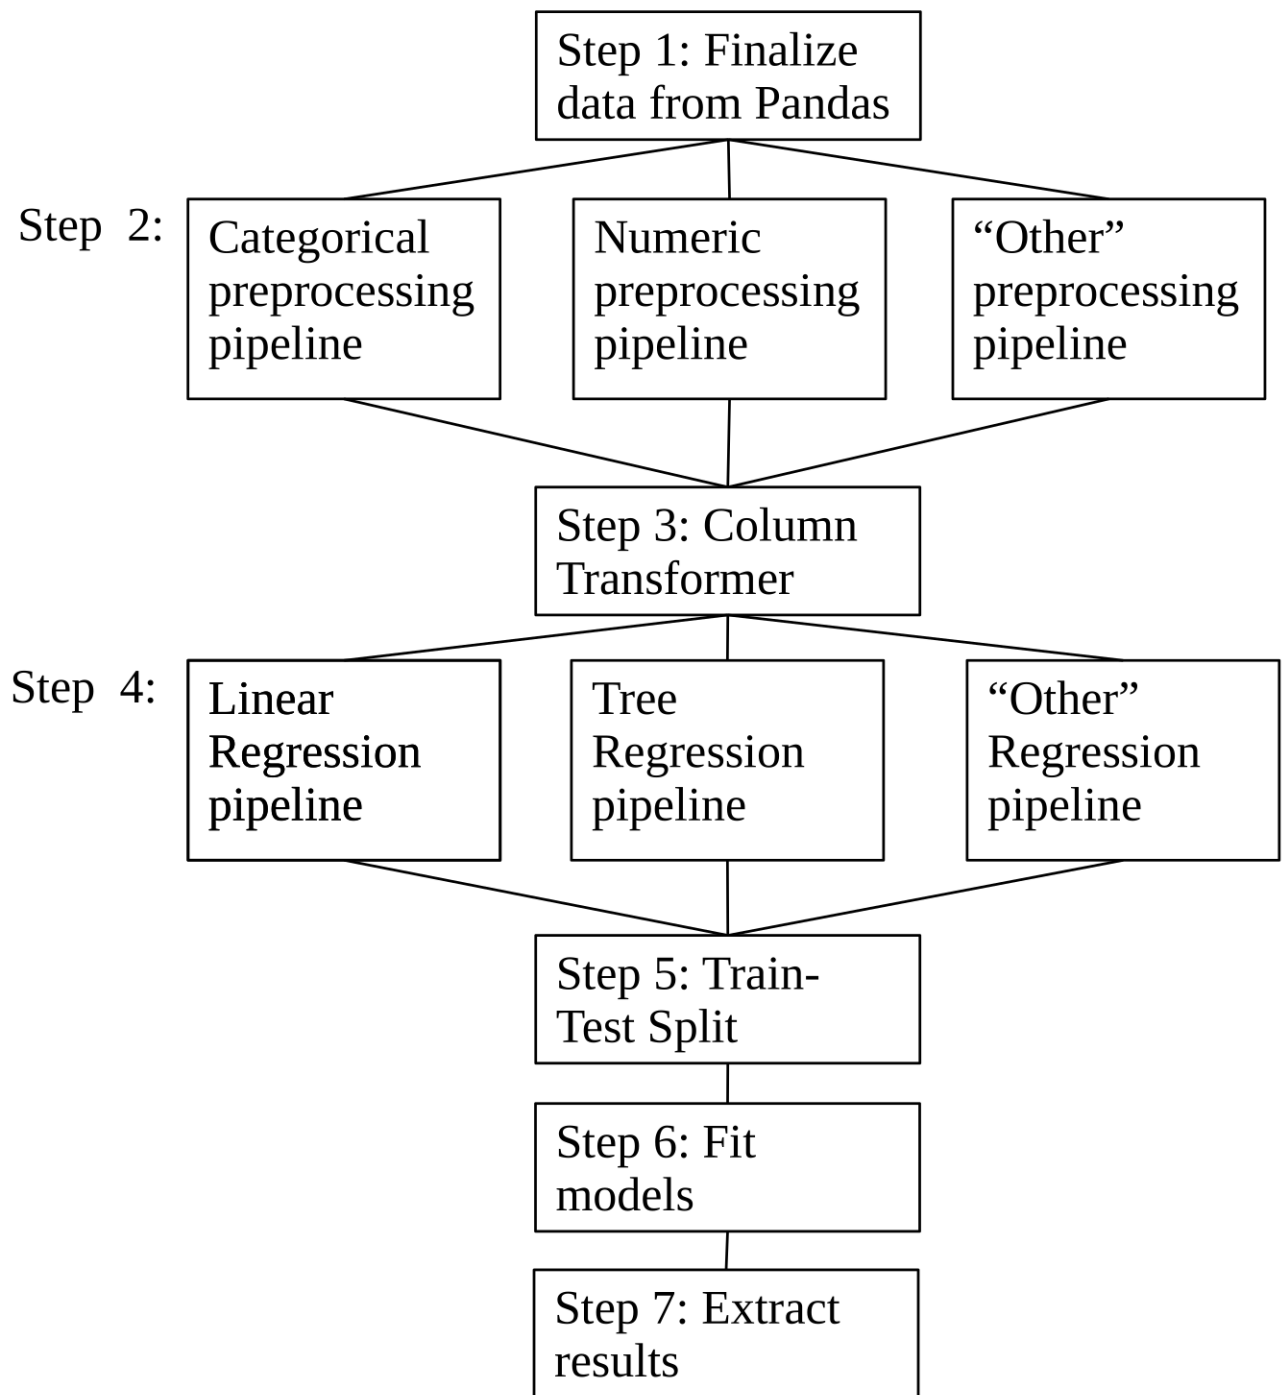 Step 1: Finalize
data from Pandas
Step 2:
Categorical
preprocessing
pipeline
Numeric
preprocessing
pipeline
“Other”
preprocessing
pipeline
Step 3: Column
Transformer
Step 4:
Linear
Regression
pipeline
Tree
Regression
pipeline
“Other”
Regression
pipeline
Step 5: Train-
Test Split
Step 6: Fit
models
Step 7: Extract
results